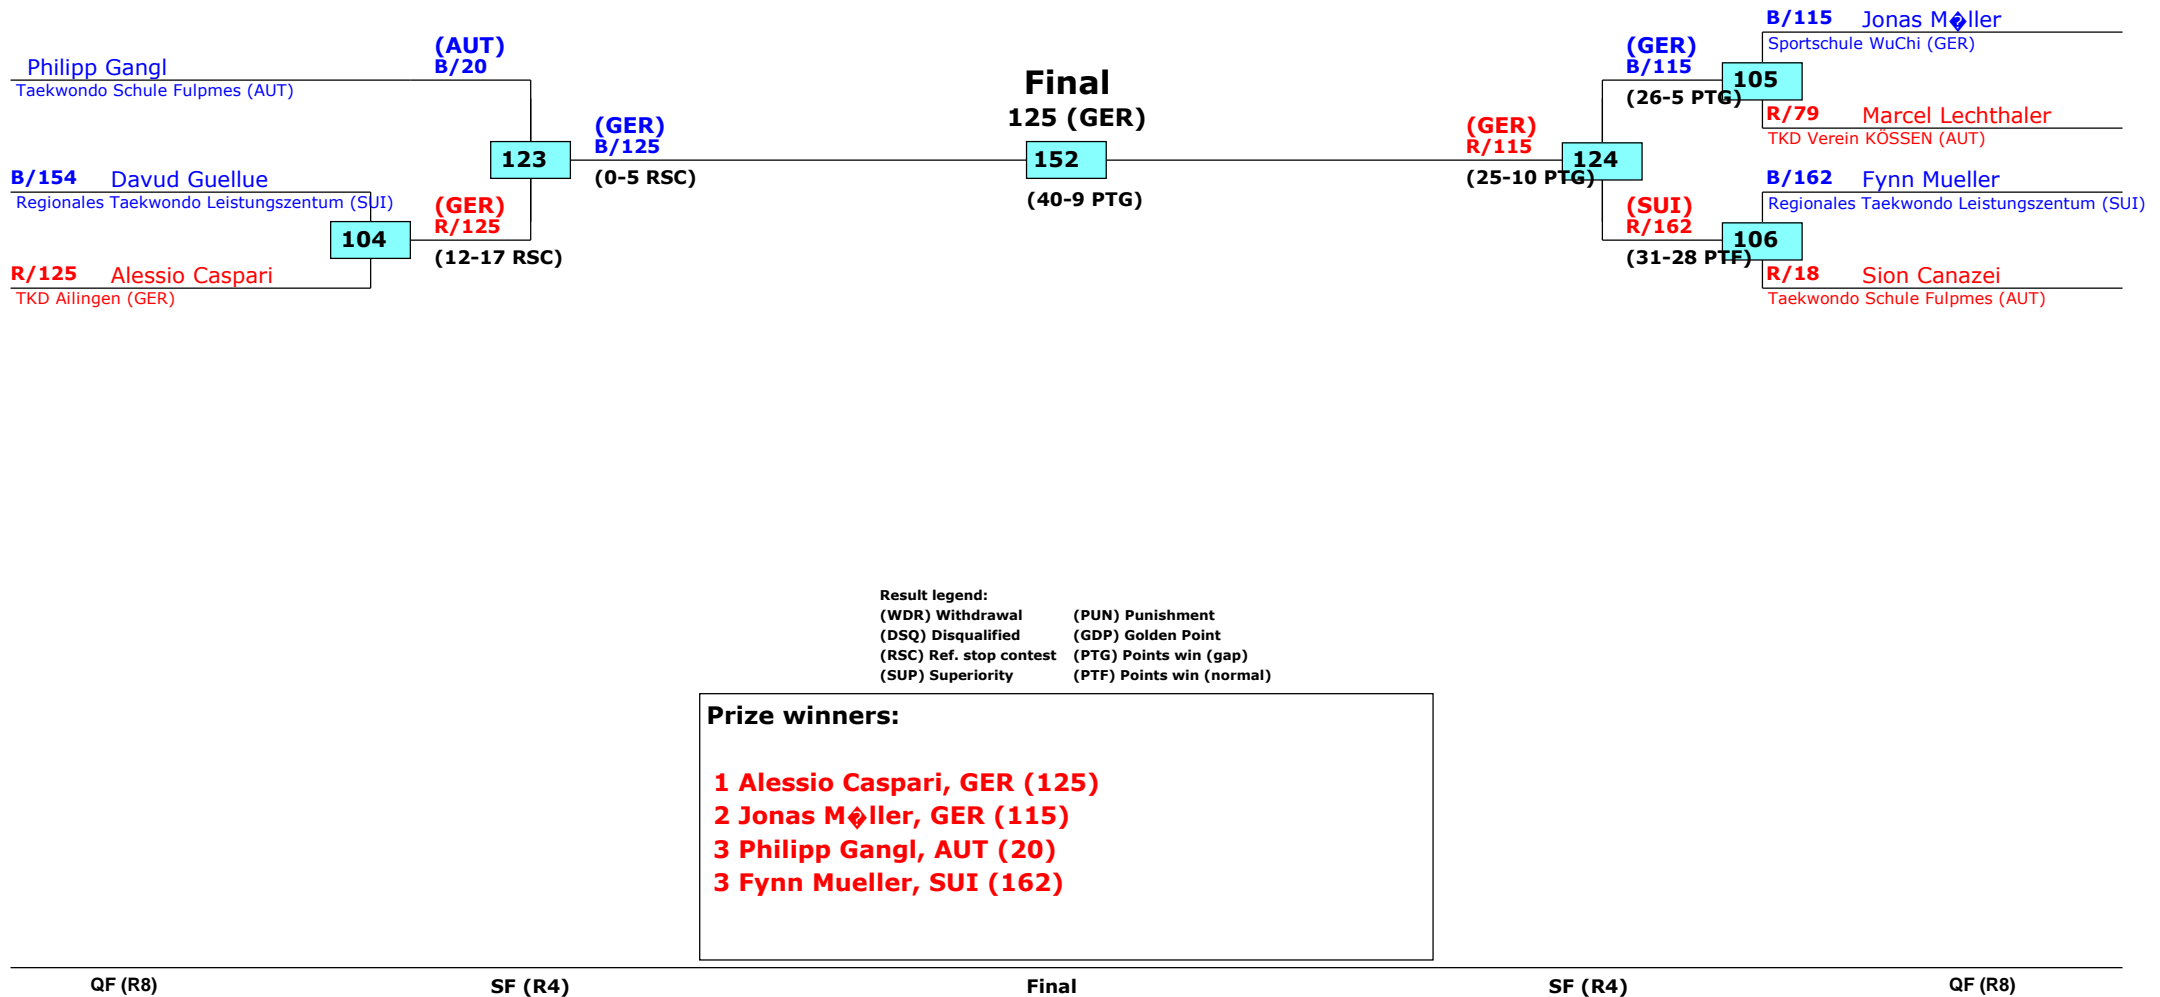 (AUT)
B/20
Philipp Gangl
Taekwondo Schule Fulpmes (AUT)
123
B/154 Davud Guellue
Regionales Taekwondo Leistungszentum (SUI)
104
(GER)
R/125
(12-17 RSC)
R/125 Alessio Caspari
TKD Ailingen (GER)
(GER)
B/125
(0-5 RSC)
Final
125 (GER)
152
(40-9 PTG)
(GER)
R/115
(25-10 PTG)
124
(GER)
B/115
(26-5 PTG)
105
B/115 Jonas M�ller
Sportschule WuChi (GER)
R/79 Marcel Lechthaler
TKD Verein KÖSSEN (AUT)
(SUI)
R/162
(31-28 PTF)
106
B/162 Fynn Mueller
Regionales Taekwondo Leistungszentum (SUI)
R/18 Sion Canazei
Taekwondo Schule Fulpmes (AUT)
Result legend:
(WDR) Withdrawal (PUN) Punishment
(DSQ) Disqualified (GDP) Golden Point
(RSC) Ref. stop contest (PTG) Points win (gap)
(SUP) Superiority (PTF) Points win (normal)
Prize winners:
1 Alessio Caspari, GER (125)
2 Jonas M�ller, GER (115)
3 Philipp Gangl, AUT (20)
3 Fynn Mueller, SUI (162)
QF (R8) SF (R4) Final SF (R4) QF (R8)